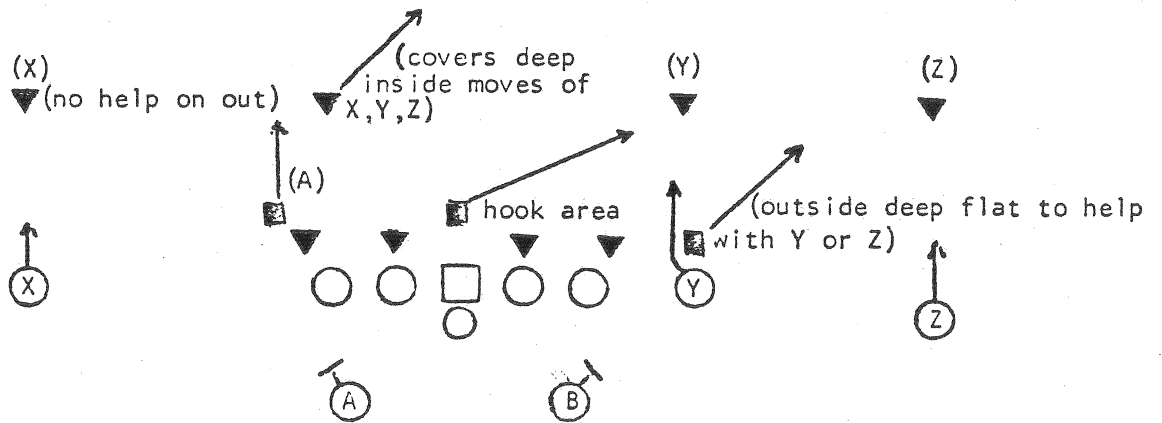 (covers deep
inside moves of
X,Y,Z)
(X)
(no help on out)
(Y)
(Z)
(A)
hook area
(outside deep flat to help
with Y or Z)
X
Y
Z
A
B